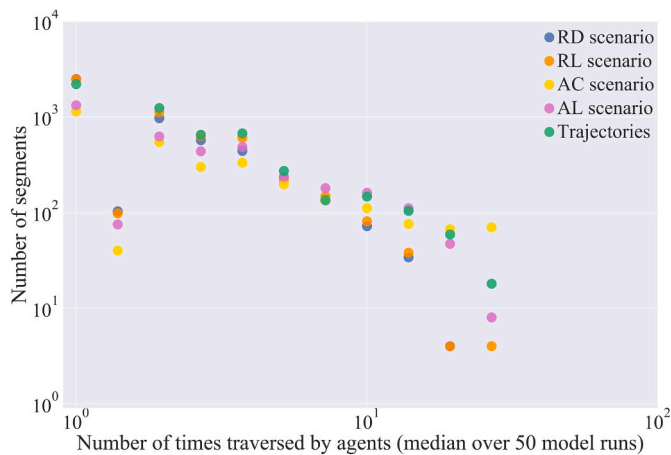 10^4
10^3
10^2
10^1
10^0
Number of segments
RD scenario
RL scenario
AC scenario
AL scenario
Trajectories
10^0
10^1
10^2
Number of times traversed by agents (median over 50 model runs)